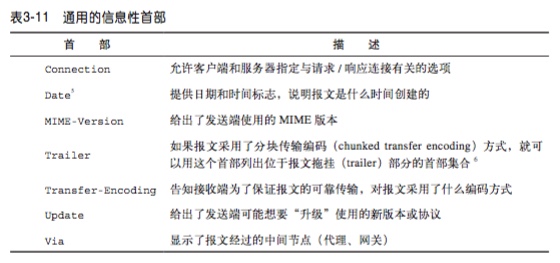 表3-11 通用的信息性首部
首 部 描 述
Connection 允许客户端和服务器指定与请求/响应连接有关的选项
Date⁵ 提供日期和时间标志，说明报文是什么时间创建的
MIME-Version 给出了发送端使用的 MIME 版本
Trailer 如果报文采用了分块传输编码（chunked transfer encoding）方式，就可
以用这个首部列出位于报文拖挂（trailer）部分的首部集合⁶
Transfer-Encoding 告知接收端为了保证报文的可靠传输，对报文采用了什么编码方式
Update 给出了发送端可能想要“升级”使用的新版本或协议
Via 显示了报文经过的中间节点（代理、网关）